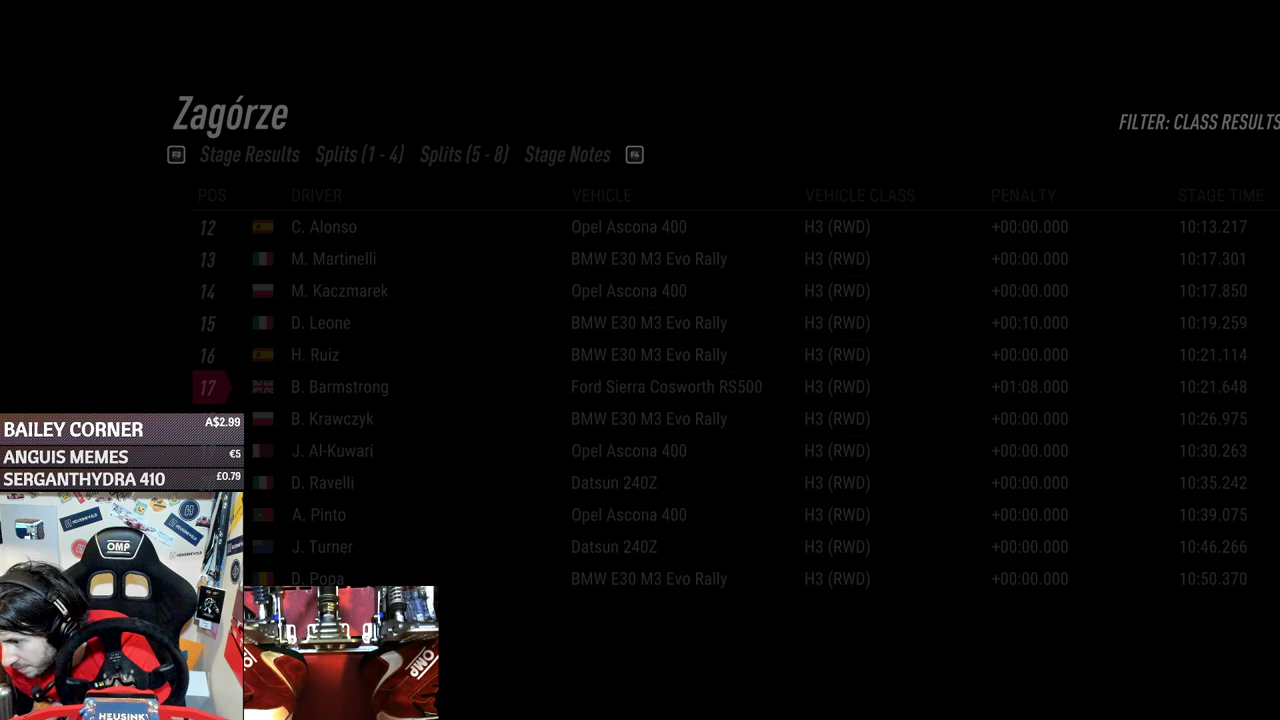 Zagórze
FILTER: CLASS RESULTS
F3 Stage Results Splits (1 - 4) Splits (5 - 8) Stage Notes F4
POS DRIVER VEHICLE VEHICLE CLASS PENALTY STAGE TIME
12 C. Alonso Opel Ascona 400 H3 (RWD) +00:00.000 10:13.217
13 M. Martinelli BMW E30 M3 Evo Rally H3 (RWD) +00:00.000 10:17.301
14 M. Kaczmarek Opel Ascona 400 H3 (RWD) +00:00.000 10:17.850
15 D. Leone BMW E30 M3 Evo Rally H3 (RWD) +00:10.000 10:19.259
16 H. Ruiz BMW E30 M3 Evo Rally H3 (RWD) +00:00.000 10:21.114
17 B. Barmstrong Ford Sierra Cosworth RS500 H3 (RWD) +01:08.000 10:21.648
B. Krawczyk BMW E30 M3 Evo Rally H3 (RWD) +00:00.000 10:26.975
J. Al-Kuwari Opel Ascona 400 H3 (RWD) +00:00.000 10:30.263
D. Ravelli Datsun 240Z H3 (RWD) +00:00.000 10:35.242
A. Pinto Opel Ascona 400 H3 (RWD) +00:00.000 10:39.075
J. Turner Datsun 240Z H3 (RWD) +00:00.000 10:46.266
D. Popa BMW E30 M3 Evo Rally H3 (RWD) +00:00.000 10:50.370
BAILEY CORNER A$2.99
ANGUIS MEMES €5
SERGANTHYDRA 410 £0.79
OMP
HEUSINK
OMP